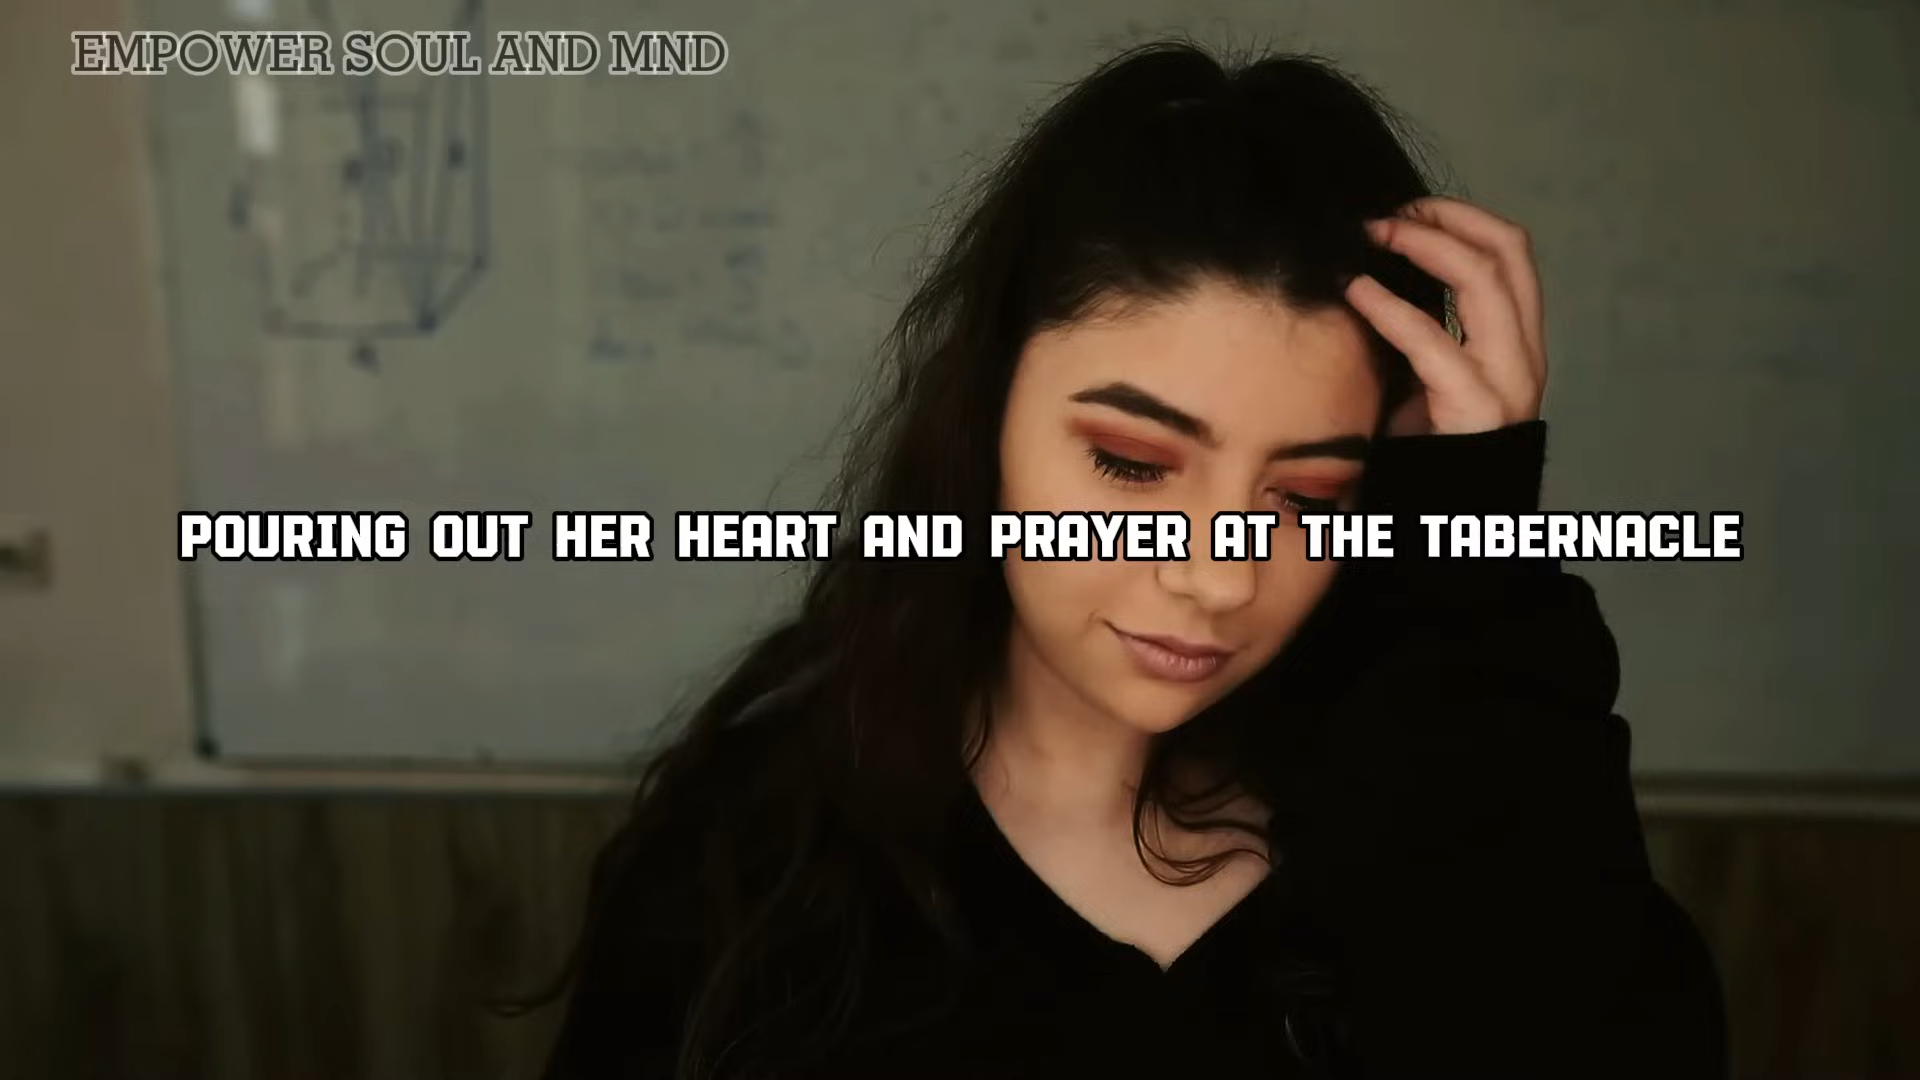 EMPOWER SOUL AND MND
POURING OUT HER HEART AND PRAYER AT THE TABERNACLE